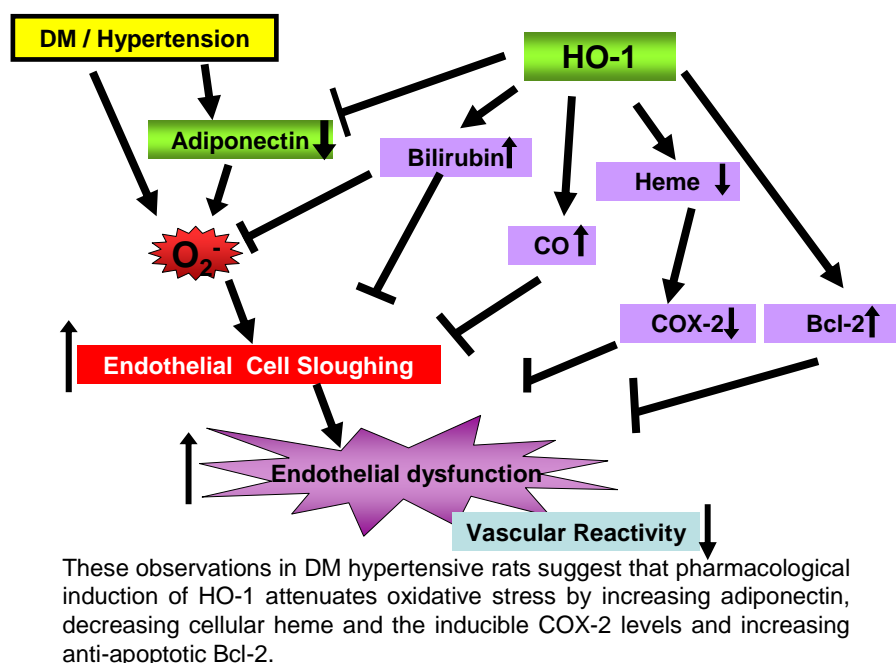 DM / Hypertension
HO-1
Adiponectin
Bilirubin
Heme
O₂⁻
CO
COX-2
Bcl-2
Endothelial Cell Sloughing
Endothelial dysfunction
Vascular Reactivity
These observations in DM hypertensive rats suggest that pharmacological
induction of HO-1 attenuates oxidative stress by increasing adiponectin,
decreasing cellular heme and the inducible COX-2 levels and increasing
anti-apoptotic Bcl-2.